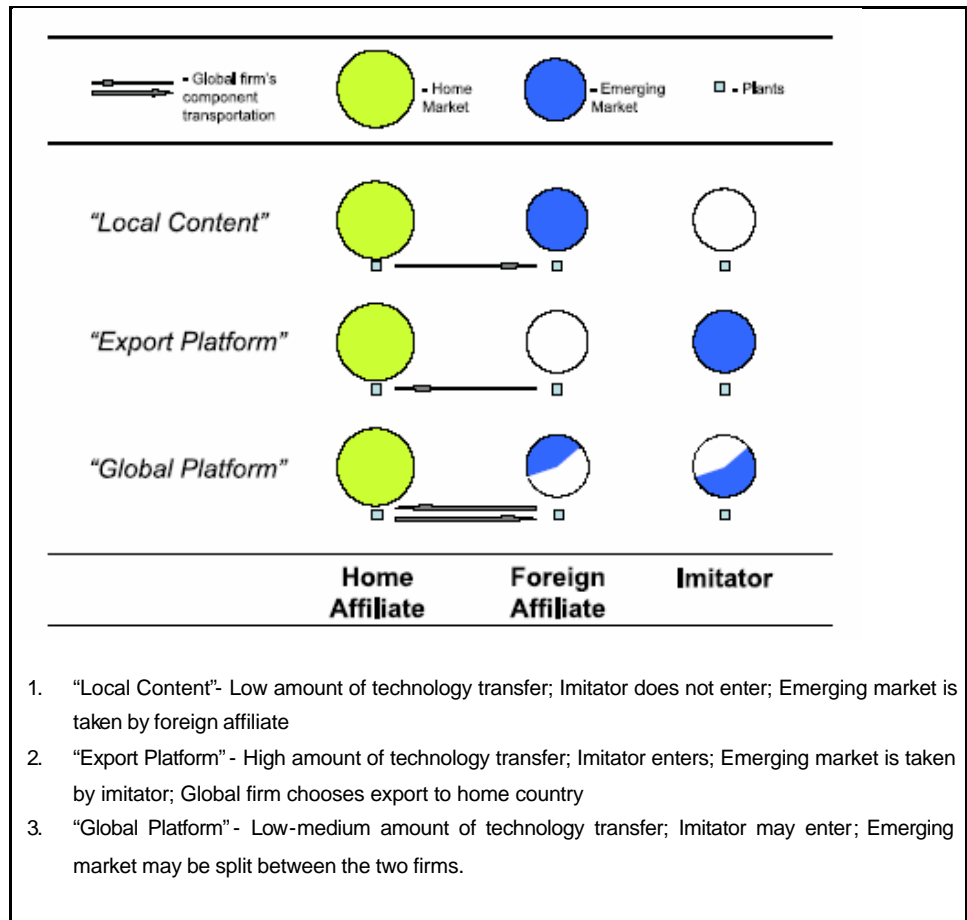 - Global firm's
component
transportation
- Home
Market
- Emerging
Market
- Plants
"Local Content"
"Export Platform"
"Global Platform"
Home
Affiliate
Foreign
Affiliate
Imitator
1. “Local Content”- Low amount of technology transfer; Imitator does not enter; Emerging market is
taken by foreign affiliate
2. “Export Platform” - High amount of technology transfer; Imitator enters; Emerging market is taken
by imitator; Global firm chooses export to home country
3. “Global Platform” - Low-medium amount of technology transfer; Imitator may enter; Emerging
market may be split between the two firms.